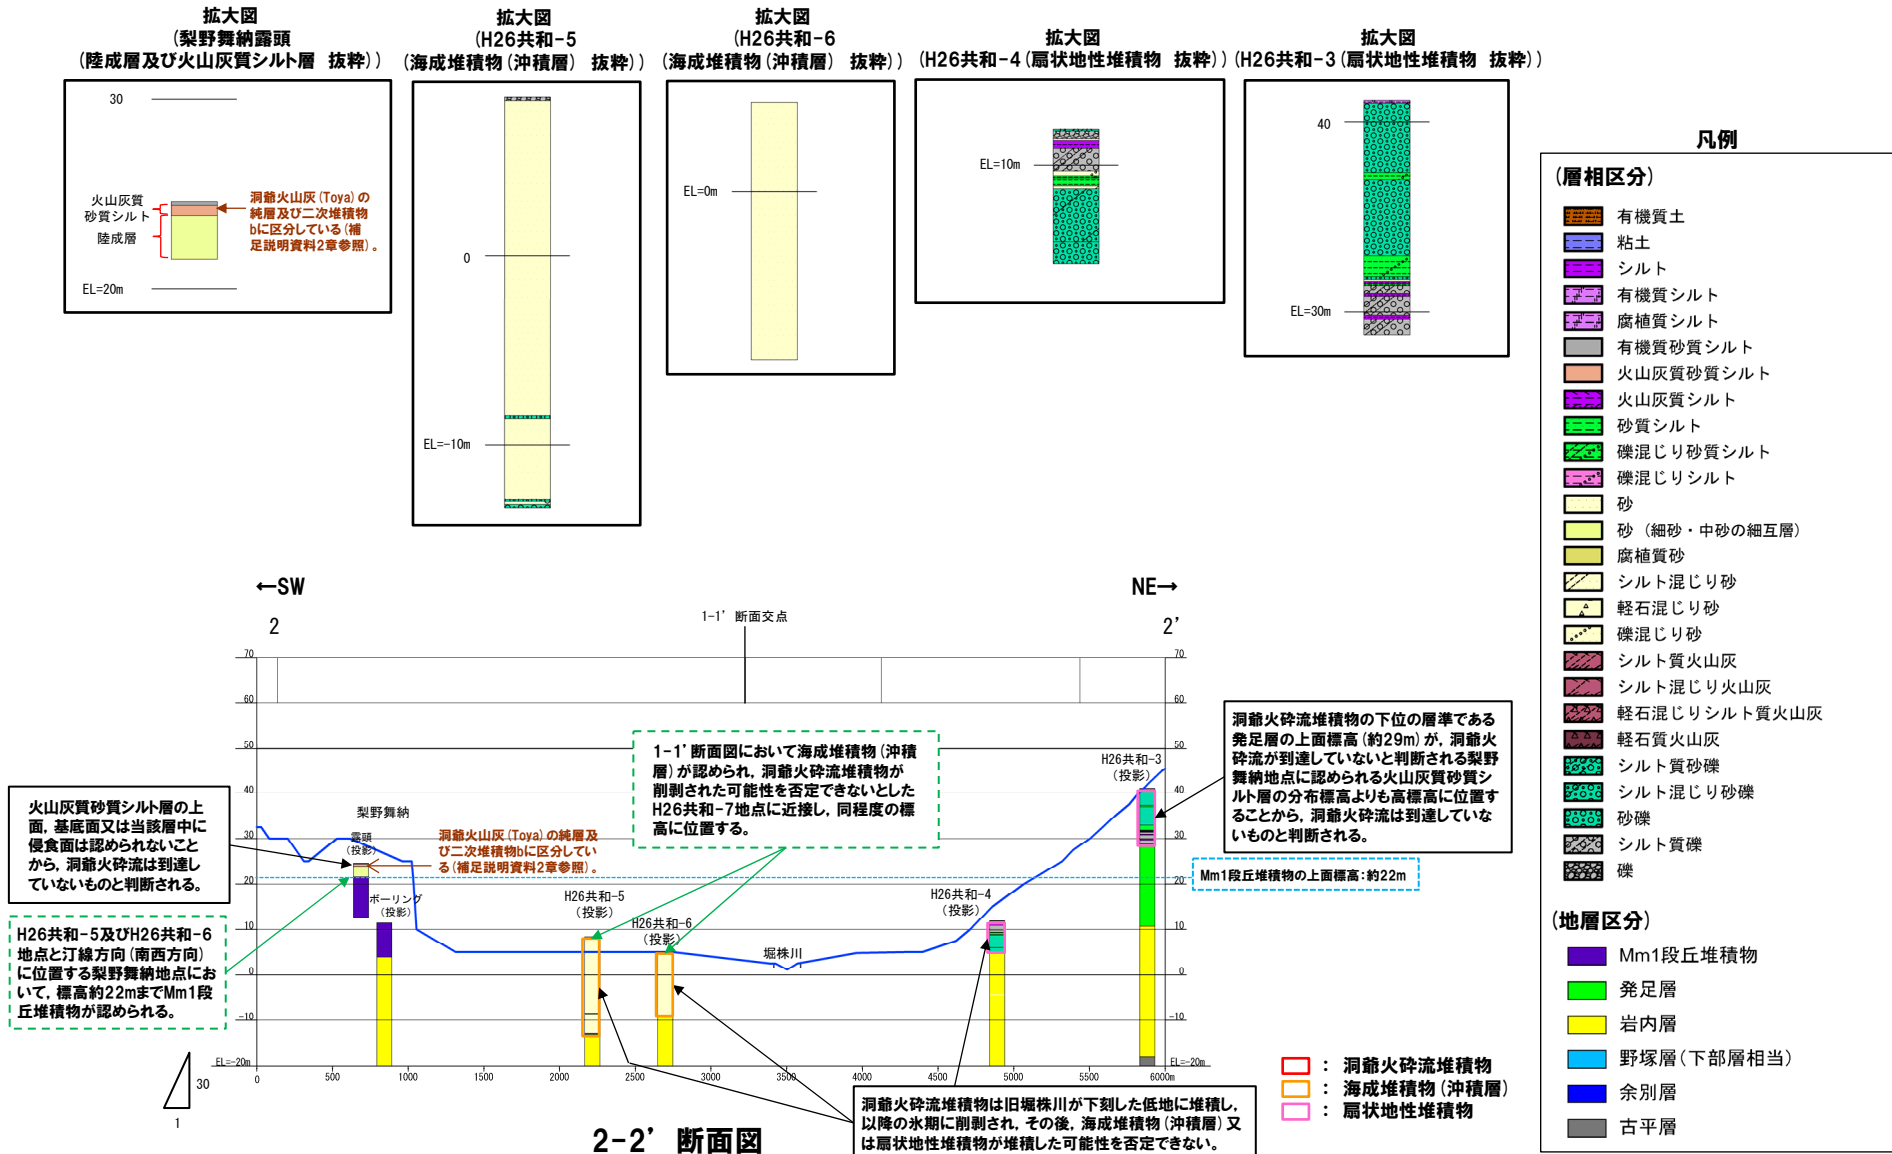 拡大図
(梨野舞納露頭
(陸成層及び火山灰質シルト層 抜粋))
30
火山灰質
砂質シルト
陸成層
EL=20m
洞爺火山灰(Toya)の
純層及び二次堆積物
bに区分している(補
足説明資料2章参照)。
拡大図
(H26共和-5
(海成堆積物(沖積層) 抜粋))
0
EL=-10m
拡大図
(H26共和-6
(海成堆積物(沖積層) 抜粋))
EL=0m
拡大図
(H26共和-4(扇状地性堆積物 抜粋))
EL=10m
拡大図
(H26共和-3(扇状地性堆積物 抜粋))
40
EL=30m
凡例
(層相区分)
有機質土
粘土
シルト
有機質シルト
腐植質シルト
有機質砂質シルト
火山灰質砂質シルト
火山灰質シルト
砂質シルト
礫混じり砂質シルト
礫混じりシルト
砂
砂(細砂・中砂の細互層)
腐植質砂
シルト混じり砂
軽石混じり砂
礫混じり砂
シルト質火山灰
シルト混じり火山灰
軽石混じりシルト質火山灰
軽石質火山灰
シルト質砂礫
シルト混じり砂礫
砂礫
シルト質礫
礫
(地層区分)
Mm1段丘堆積物
発足層
岩内層
野塚層(下部層相当)
余別層
古平層
←SW
NE→
2
1-1' 断面交点
2'
70
60
50
40
30
20
10
0
-10
EL=-20m
70
60
50
40
30
20
10
0
-10
EL=-20m
0
500
1000
1500
2000
2500
3000
3500
4000
4500
5000
5500
6000m
火山灰質砂質シルト層の上
面,基底面又は当該層中に
侵食面は認められないこと
から,洞爺火砕流は到達し
ていないものと判断される。
H26共和-5及びH26共和-6
地点と汀線方向(南西方向)
に位置する梨野舞納地点にお
いて,標高約22mまでMm1段
丘堆積物が認められる。
梨野舞納
露頭
(投影)
ボーリング
(投影)
洞爺火山灰(Toya)の純層及
び二次堆積物bに区分してい
る(補足説明資料2章参照)。
H26共和-5
(投影)
H26共和-6
(投影)
1-1'断面図において海成堆積物(沖積
層)が認められ,洞爺火砕流堆積物が
削剥された可能性を否定できないとした
H26共和-7地点に近接し,同程度の標
高に位置する。
堀株川
H26共和-4
(投影)
H26共和-3
(投影)
洞爺火砕流堆積物の下位の層準である
発足層の上面標高(約29m)が,洞爺火
砕流が到達していないと判断される梨野
舞納地点に認められる火山灰質砂質シ
ルト層の分布標高よりも高標高に位置す
ることから,洞爺火砕流は到達していな
いものと判断される。
Mm1段丘堆積物の上面標高:約22m
洞爺火砕流堆積物は旧堀株川が下刻した低地に堆積し,
以降の氷期に削剥され,その後,海成堆積物(沖積層)又
は扇状地性堆積物が堆積した可能性を否定できない。
: 洞爺火砕流堆積物
: 海成堆積物(沖積層)
: 扇状地性堆積物
30
1
2-2' 断面図